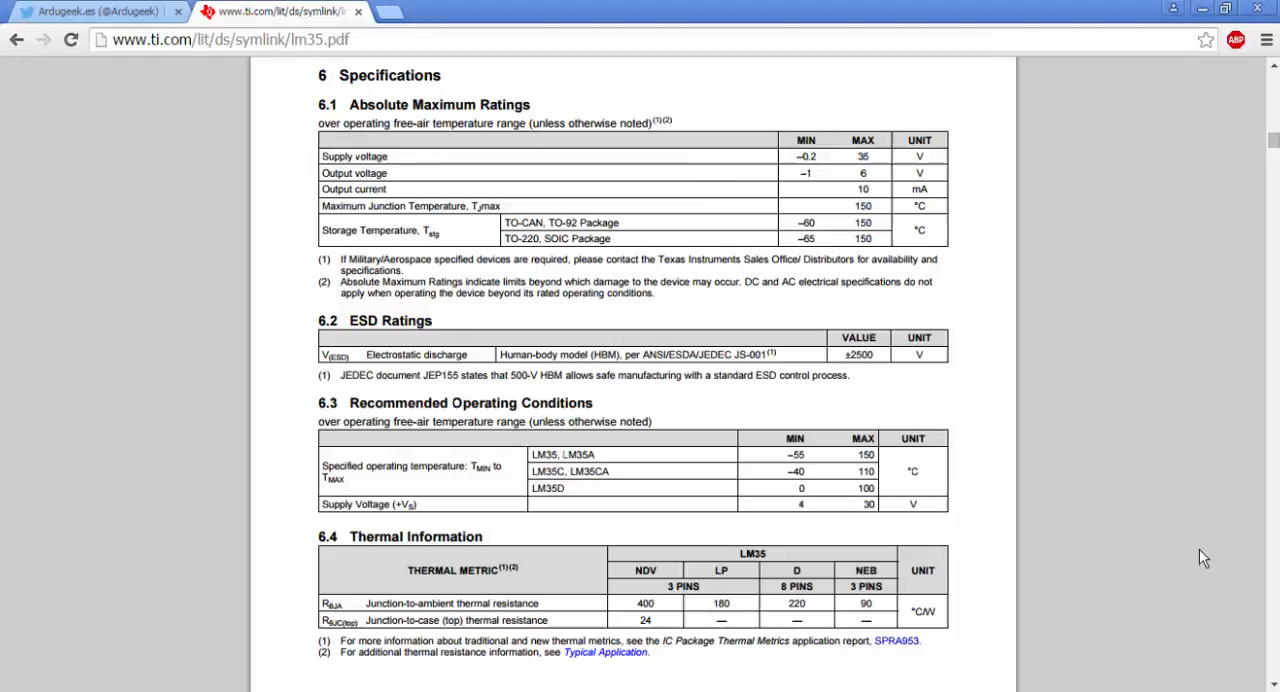 Ardugeek.es (@Ardugeek)
www.ti.com/lit/ds/symlink/l
www.ti.com/lit/ds/symlink/lm35.pdf
ABP
6 Specifications
6.1 Absolute Maximum Ratings
over operating free-air temperature range (unless otherwise noted)(1)(2)
MIN MAX UNIT
Supply voltage –0.2 35 V
Output voltage –1 6 V
Output current 10 mA
Maximum Junction Temperature, TJmax 150 °C
Storage Temperature, Tstg TO-CAN, TO-92 Package –60 150 °C
TO-220, SOIC Package –65 150
(1) If Military/Aerospace specified devices are required, please contact the Texas Instruments Sales Office/ Distributors for availability and
specifications.
(2) Absolute Maximum Ratings indicate limits beyond which damage to the device may occur. DC and AC electrical specifications do not
apply when operating the device beyond its rated operating conditions.
6.2 ESD Ratings
VALUE UNIT
V(ESD) Electrostatic discharge Human-body model (HBM), per ANSI/ESDA/JEDEC JS-001(1) ±2500 V
(1) JEDEC document JEP155 states that 500-V HBM allows safe manufacturing with a standard ESD control process.
6.3 Recommended Operating Conditions
over operating free-air temperature range (unless otherwise noted)
MIN MAX UNIT
Specified operating temperature: TMIN to
TMAX
LM35, LM35A –55 150
LM35C, LM35CA –40 110 °C
LM35D 0 100
Supply Voltage (+VS) 4 30 V
6.4 Thermal Information
THERMAL METRIC(1)(2) LM35 UNIT
NDV LP D NEB
3 PINS 8 PINS 3 PINS
RθJA Junction-to-ambient thermal resistance 400 180 220 90 °C/W
RθJC(top) Junction-to-case (top) thermal resistance 24 — — —
(1) For more information about traditional and new thermal metrics, see the IC Package Thermal Metrics application report, SPRA953.
(2) For additional thermal resistance information, see Typical Application.